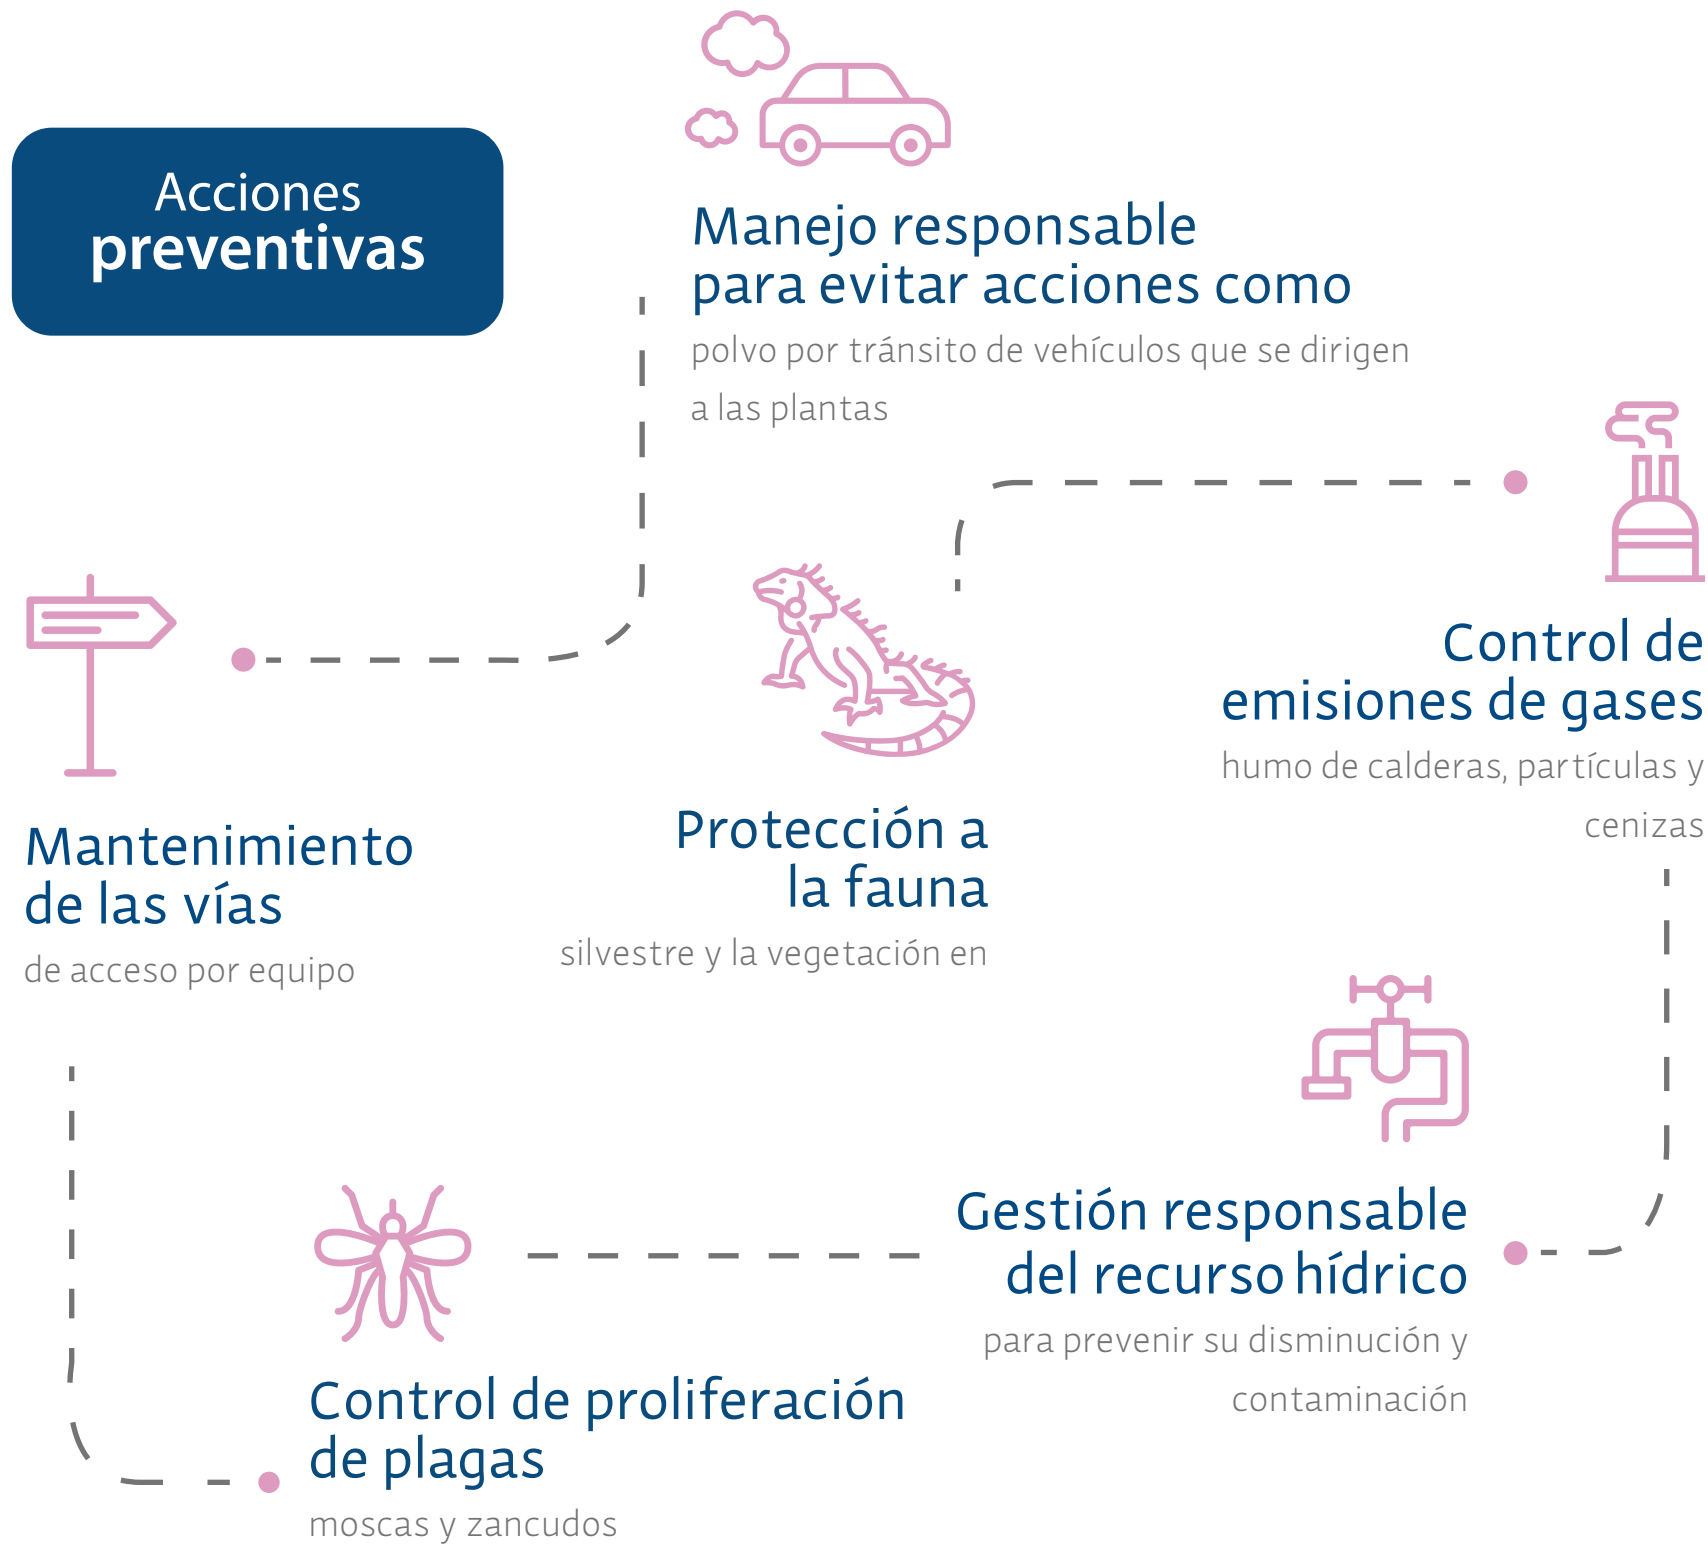 Acciones
preventivas
Manejo responsable
para evitar acciones como
polvo por tránsito de vehículos que se dirigen
a las plantas
Mantenimiento
de las vías
de acceso por equipo
Protección a
la fauna
silvestre y la vegetación en
Control de
emisiones de gases
humo de calderas, partículas y
cenizas
Gestión responsable
del recurso hídrico
para prevenir su disminución y
contaminación
Control de proliferación
de plagas
moscas y zancudos